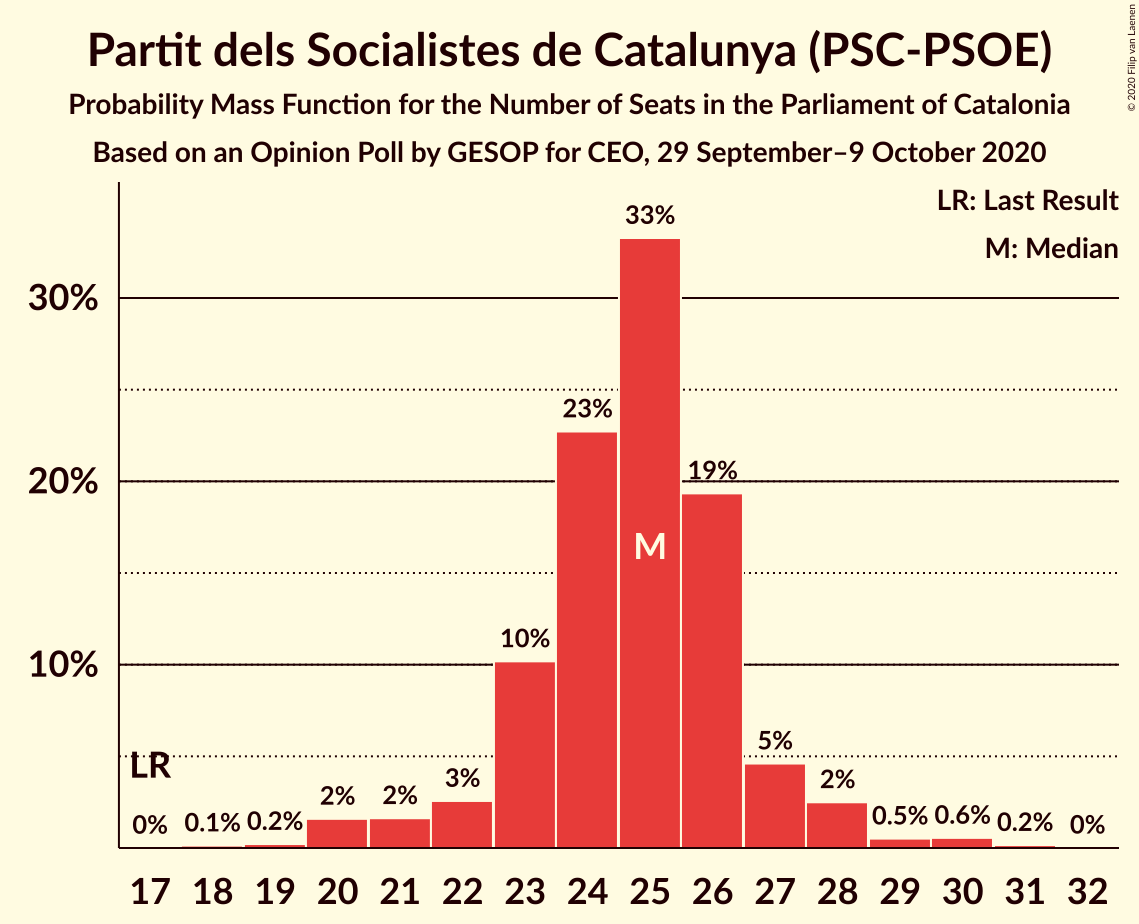 Partit dels Socialistes de Catalunya (PSC-PSOE)
Probability Mass Function for the Number of Seats in the Parliament of Catalonia
Based on an Opinion Poll by GESOP for CEO, 29 September–9 October 2020
© 2020 Filip van Laenen
LR: Last Result
M: Median
33%
30%
23%
19%
20%
M
10%
10%
LR
5%
3%
2%
2%
2%
0%
0.1%
0.2%
0.5%
0.6%
0.2%
0%
17 18 19 20 21 22 23 24 25 26 27 28 29 30 31 32